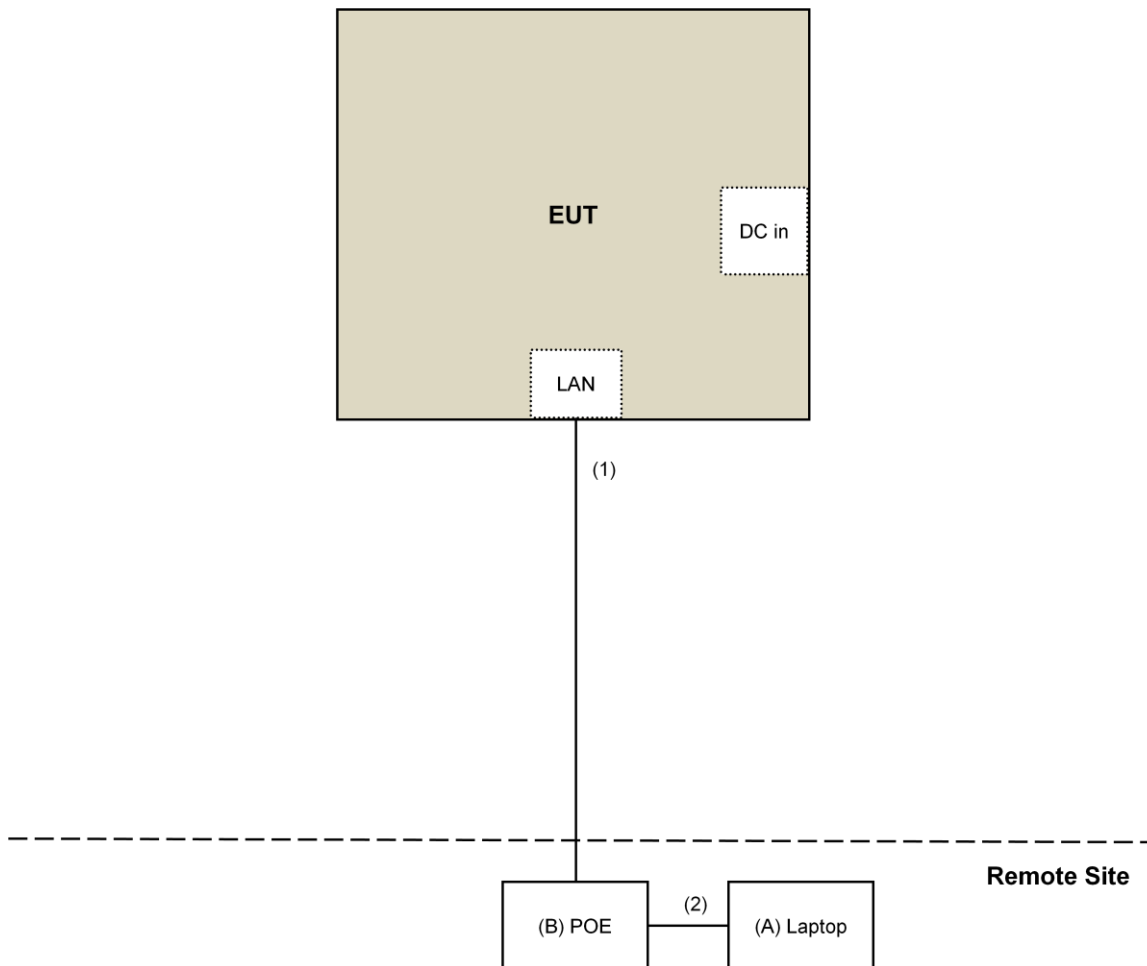 EUT
DC in
LAN
(1)
Remote Site
(2)
(B) POE
(A) Laptop